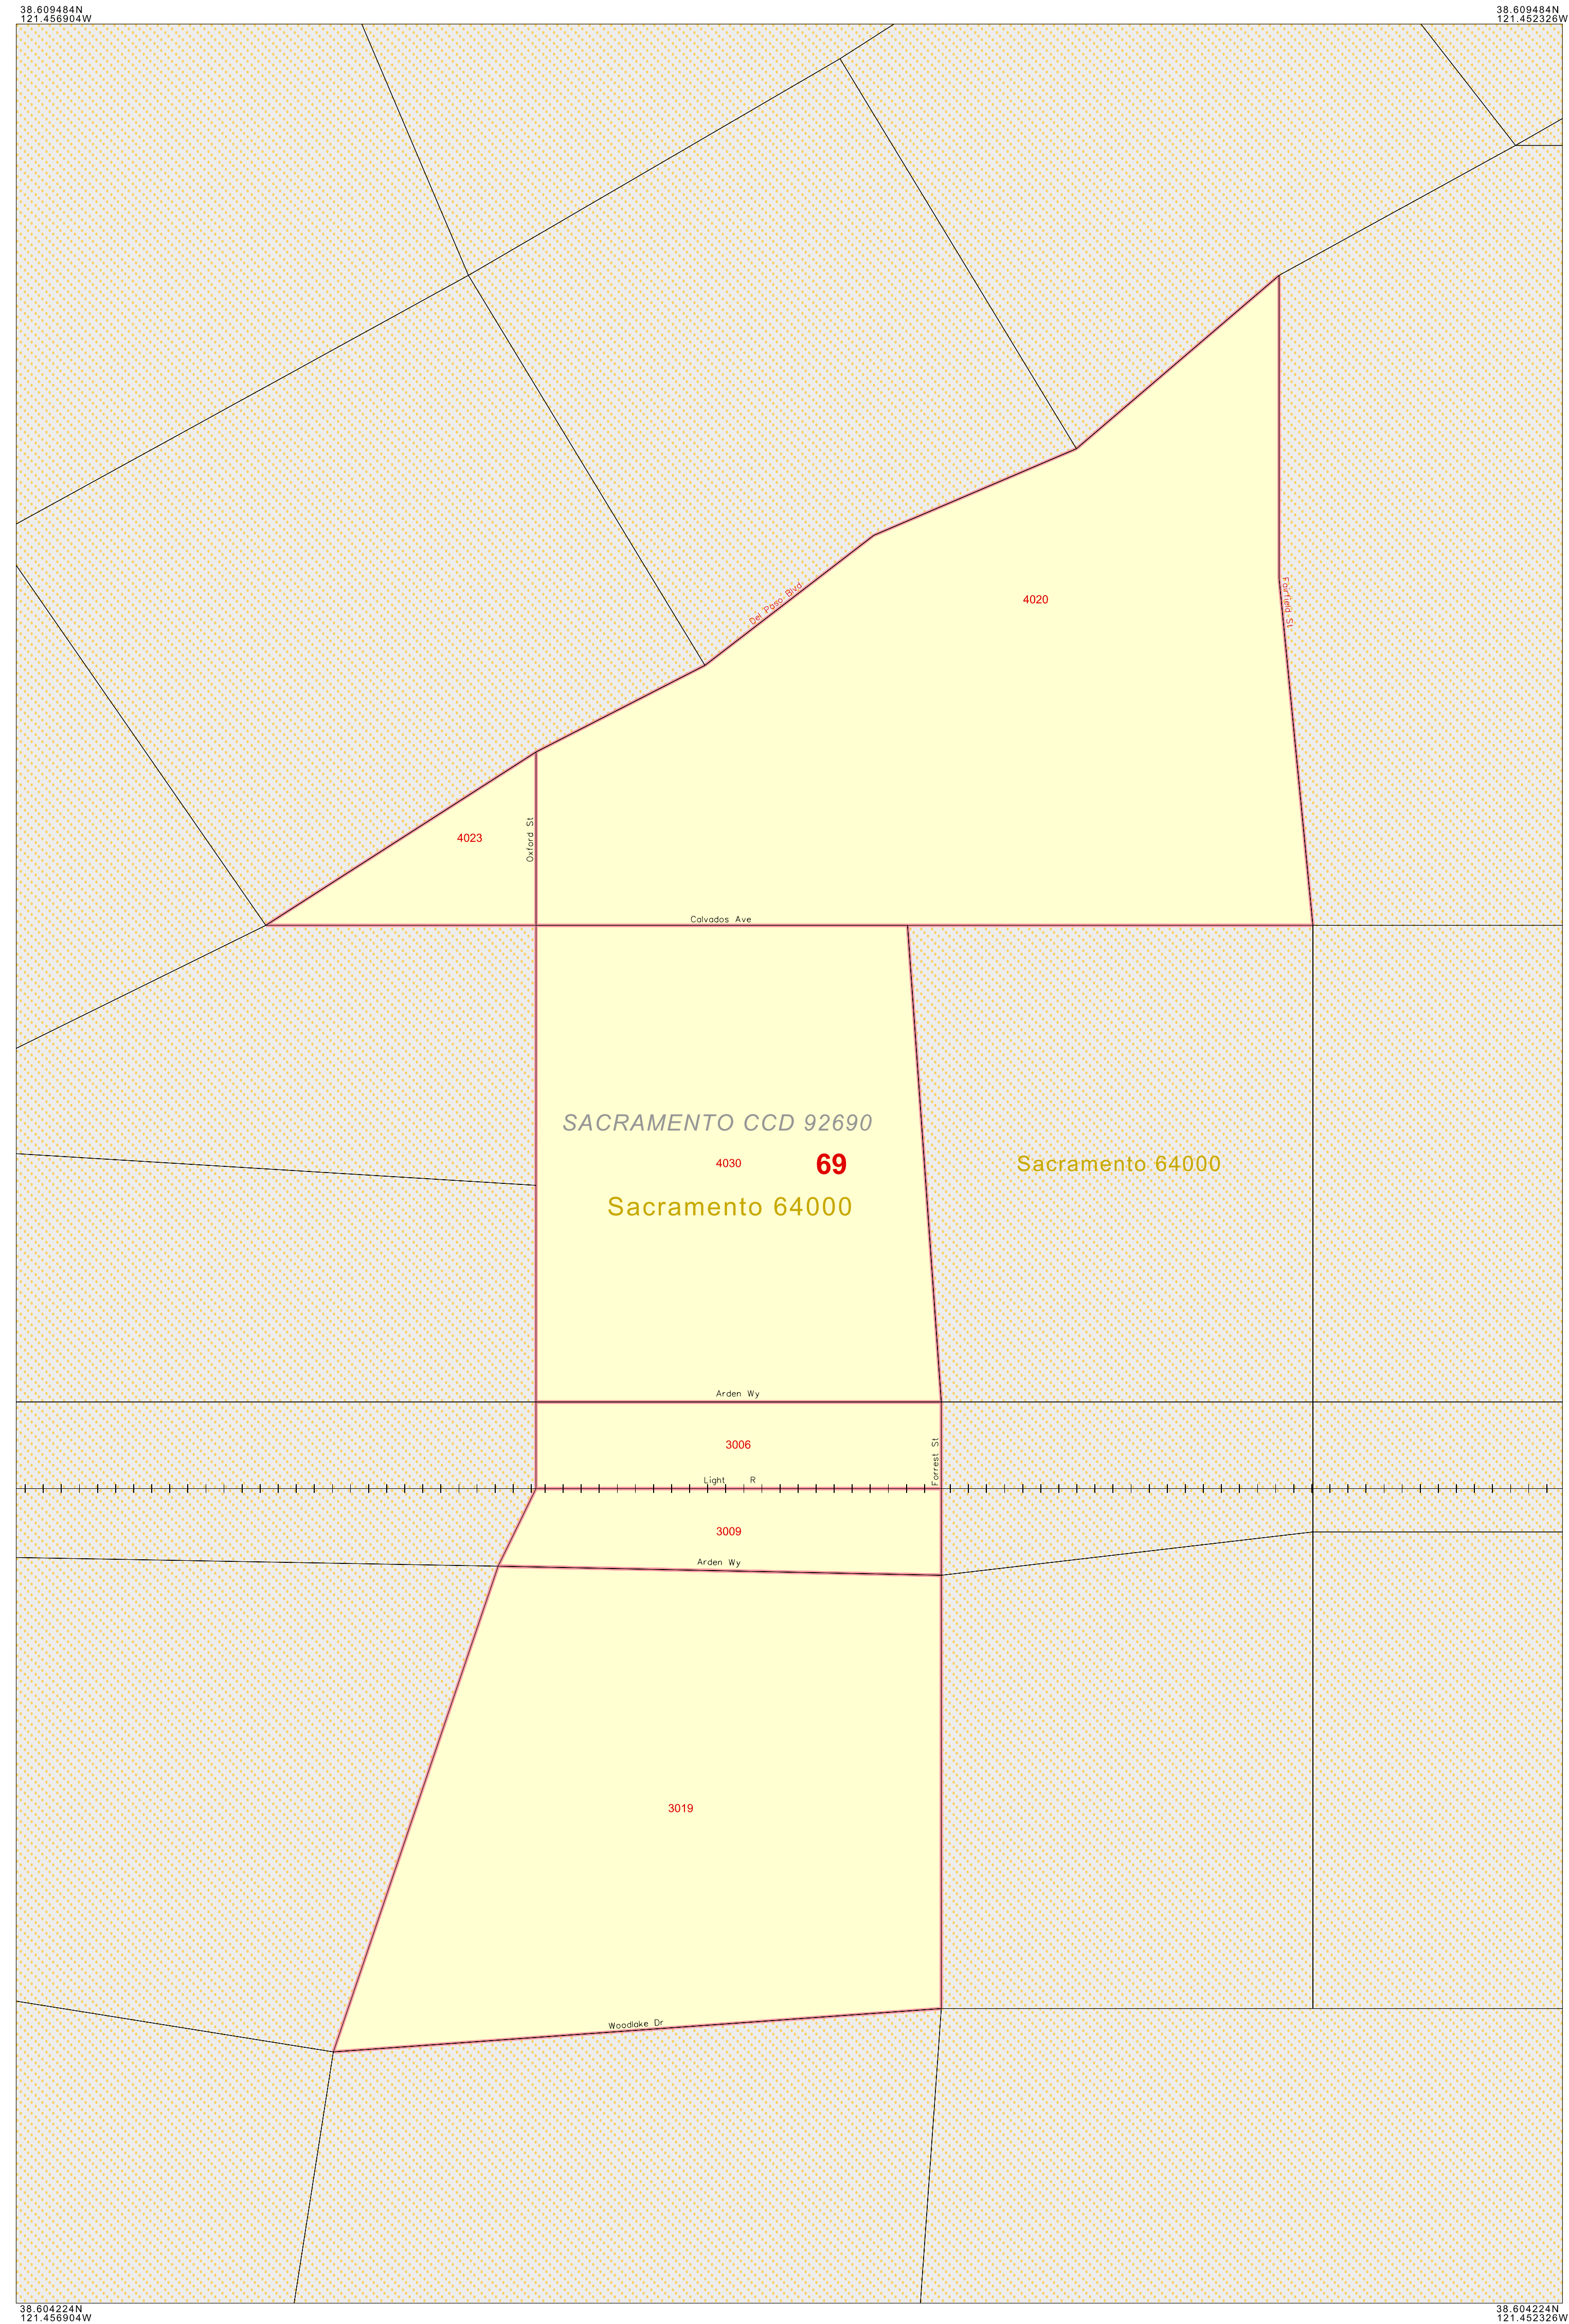 38.609484N
121.456904W
38.609484N
121.452326W
Del Paso Blvd
4020
Fairfield St
4023
Oxford St
Calvados Ave
SACRAMENTO CCD 92690
4030
69
Sacramento 64000
Sacramento 64000
Arden Wy
3006
Forrest St
Light R
3009
Arden Wy
3019
Woodlake Dr
38.604224N
121.456904W
38.604224N
121.452326W